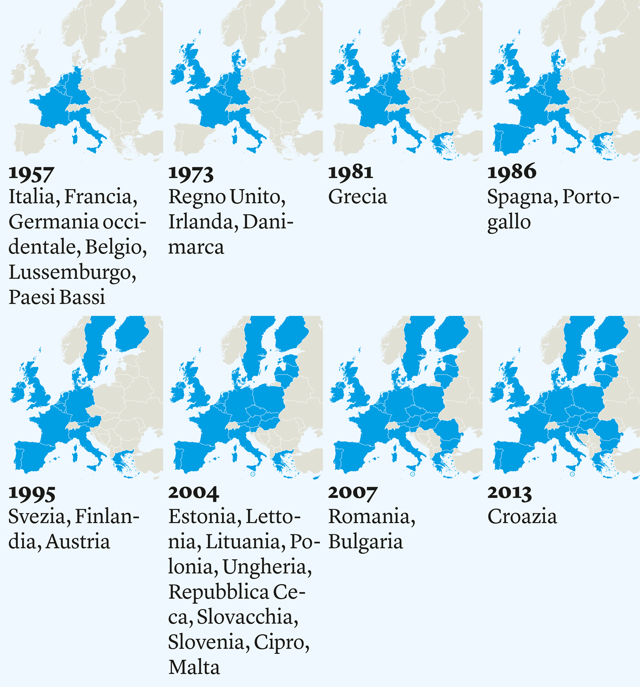 1957
Italia, Francia,
Germania occi-
dentale, Belgio,
Lussemburgo,
Paesi Bassi
1973
Regno Unito,
Irlanda, Dani-
marca
1981
Grecia
1986
Spagna, Porto-
gallo
1995
Svezia, Finlan-
dia, Austria
2004
Estonia, Letto-
nia, Lituania, Po-
lonia, Ungheria,
Repubblica Ce-
ca, Slovacchia,
Slovenia, Cipro,
Malta
2007
Romania,
Bulgaria
2013
Croazia